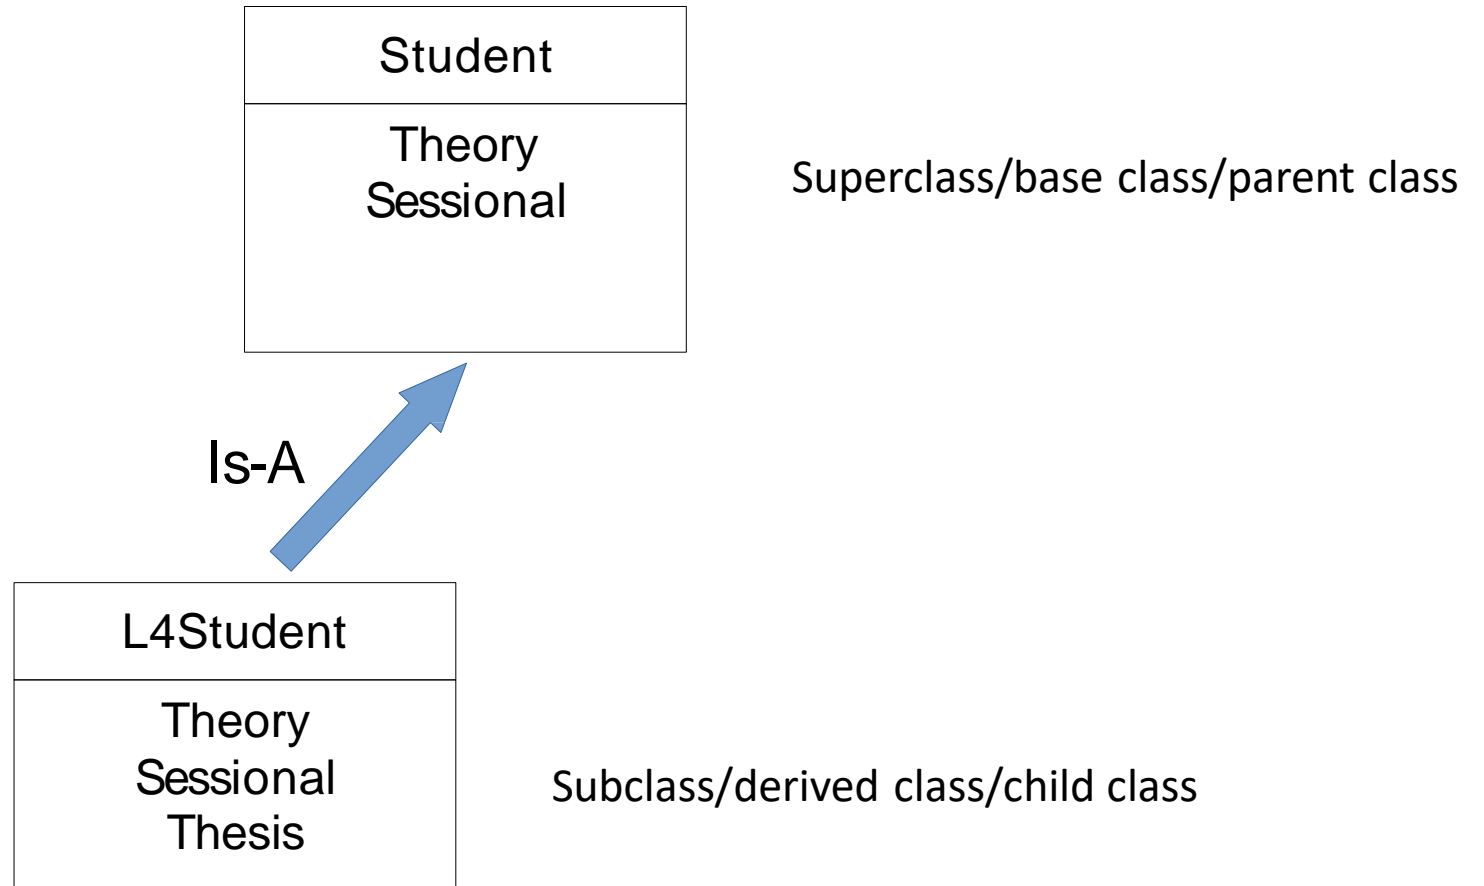 Student
Theory
Sessional
Superclass/base class/parent class
Is-A
L4Student
Theory
Sessional
Thesis
Subclass/derived class/child class